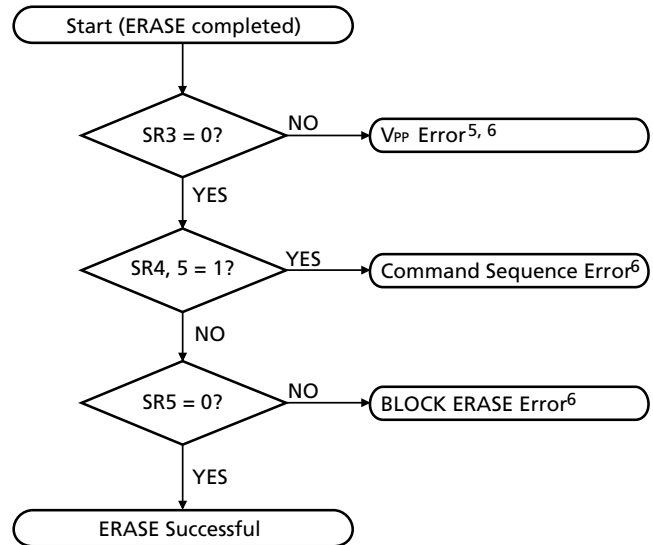 Start (ERASE completed)
SR3 = 0?
NO
VPP Error5, 6
YES
SR4, 5 = 1?
YES
Command Sequence Error6
NO
SR5 = 0?
NO
BLOCK ERASE Error6
YES
ERASE Successful